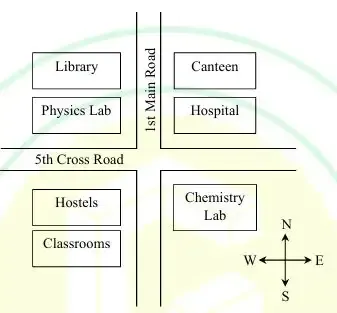 Library
Canteen
1st Main Road
Physics Lab
Hospital
5th Cross Road
Hostels
Chemistry
Lab
Classrooms
N
W
E
S